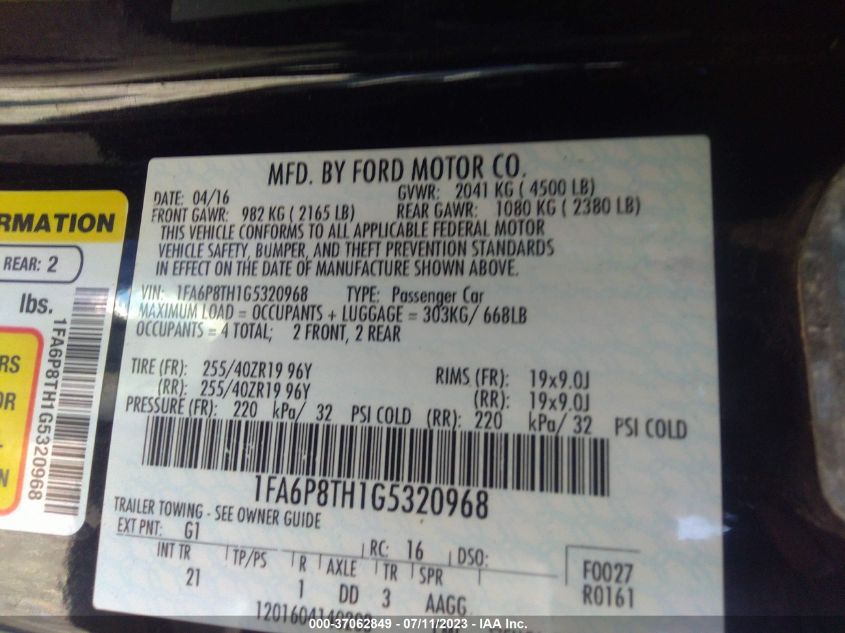 RMATION
REAR: 2
lbs.
RS
OR
1FA6P8TH1G5320968
MFD. BY FORD MOTOR CO.
DATE: 04/16 GVWR: 2041 KG ( 4500 LB)
FRONT GAWR: 982 KG ( 2165 LB) REAR GAWR: 1080 KG ( 2380 LB)
THIS VEHICLE CONFORMS TO ALL APPLICABLE FEDERAL MOTOR
VEHICLE SAFETY, BUMPER, AND THEFT PREVENTION STANDARDS
IN EFFECT ON THE DATE OF MANUFACTURE SHOWN ABOVE.
VIN: 1FA6P8TH1G5320968 TYPE: Passenger Car
MAXIMUM LOAD = OCCUPANTS + LUGGAGE = 303KG/ 668LB
OCCUPANTS = 4 TOTAL; 2 FRONT, 2 REAR
TIRE (FR): 255/40ZR19 96Y RIMS (FR): 19x9.0J
(RR): 255/40ZR19 96Y (RR): 19x9.0J
PRESSURE (FR): 220 kPa/ 32 PSI COLD (RR): 220 kPa/ 32 PSI COLD
1FA6P8TH1G5320968
TRAILER TOWING - SEE OWNER GUIDE
EXT PNT: G1 RC: 16 DSO:
INT TR TP/PS R AXLE TR SPR
21 1 DD 3 AAGG
F0027
R0161
000-37062849 - 07/11/2023 - IAA Inc.